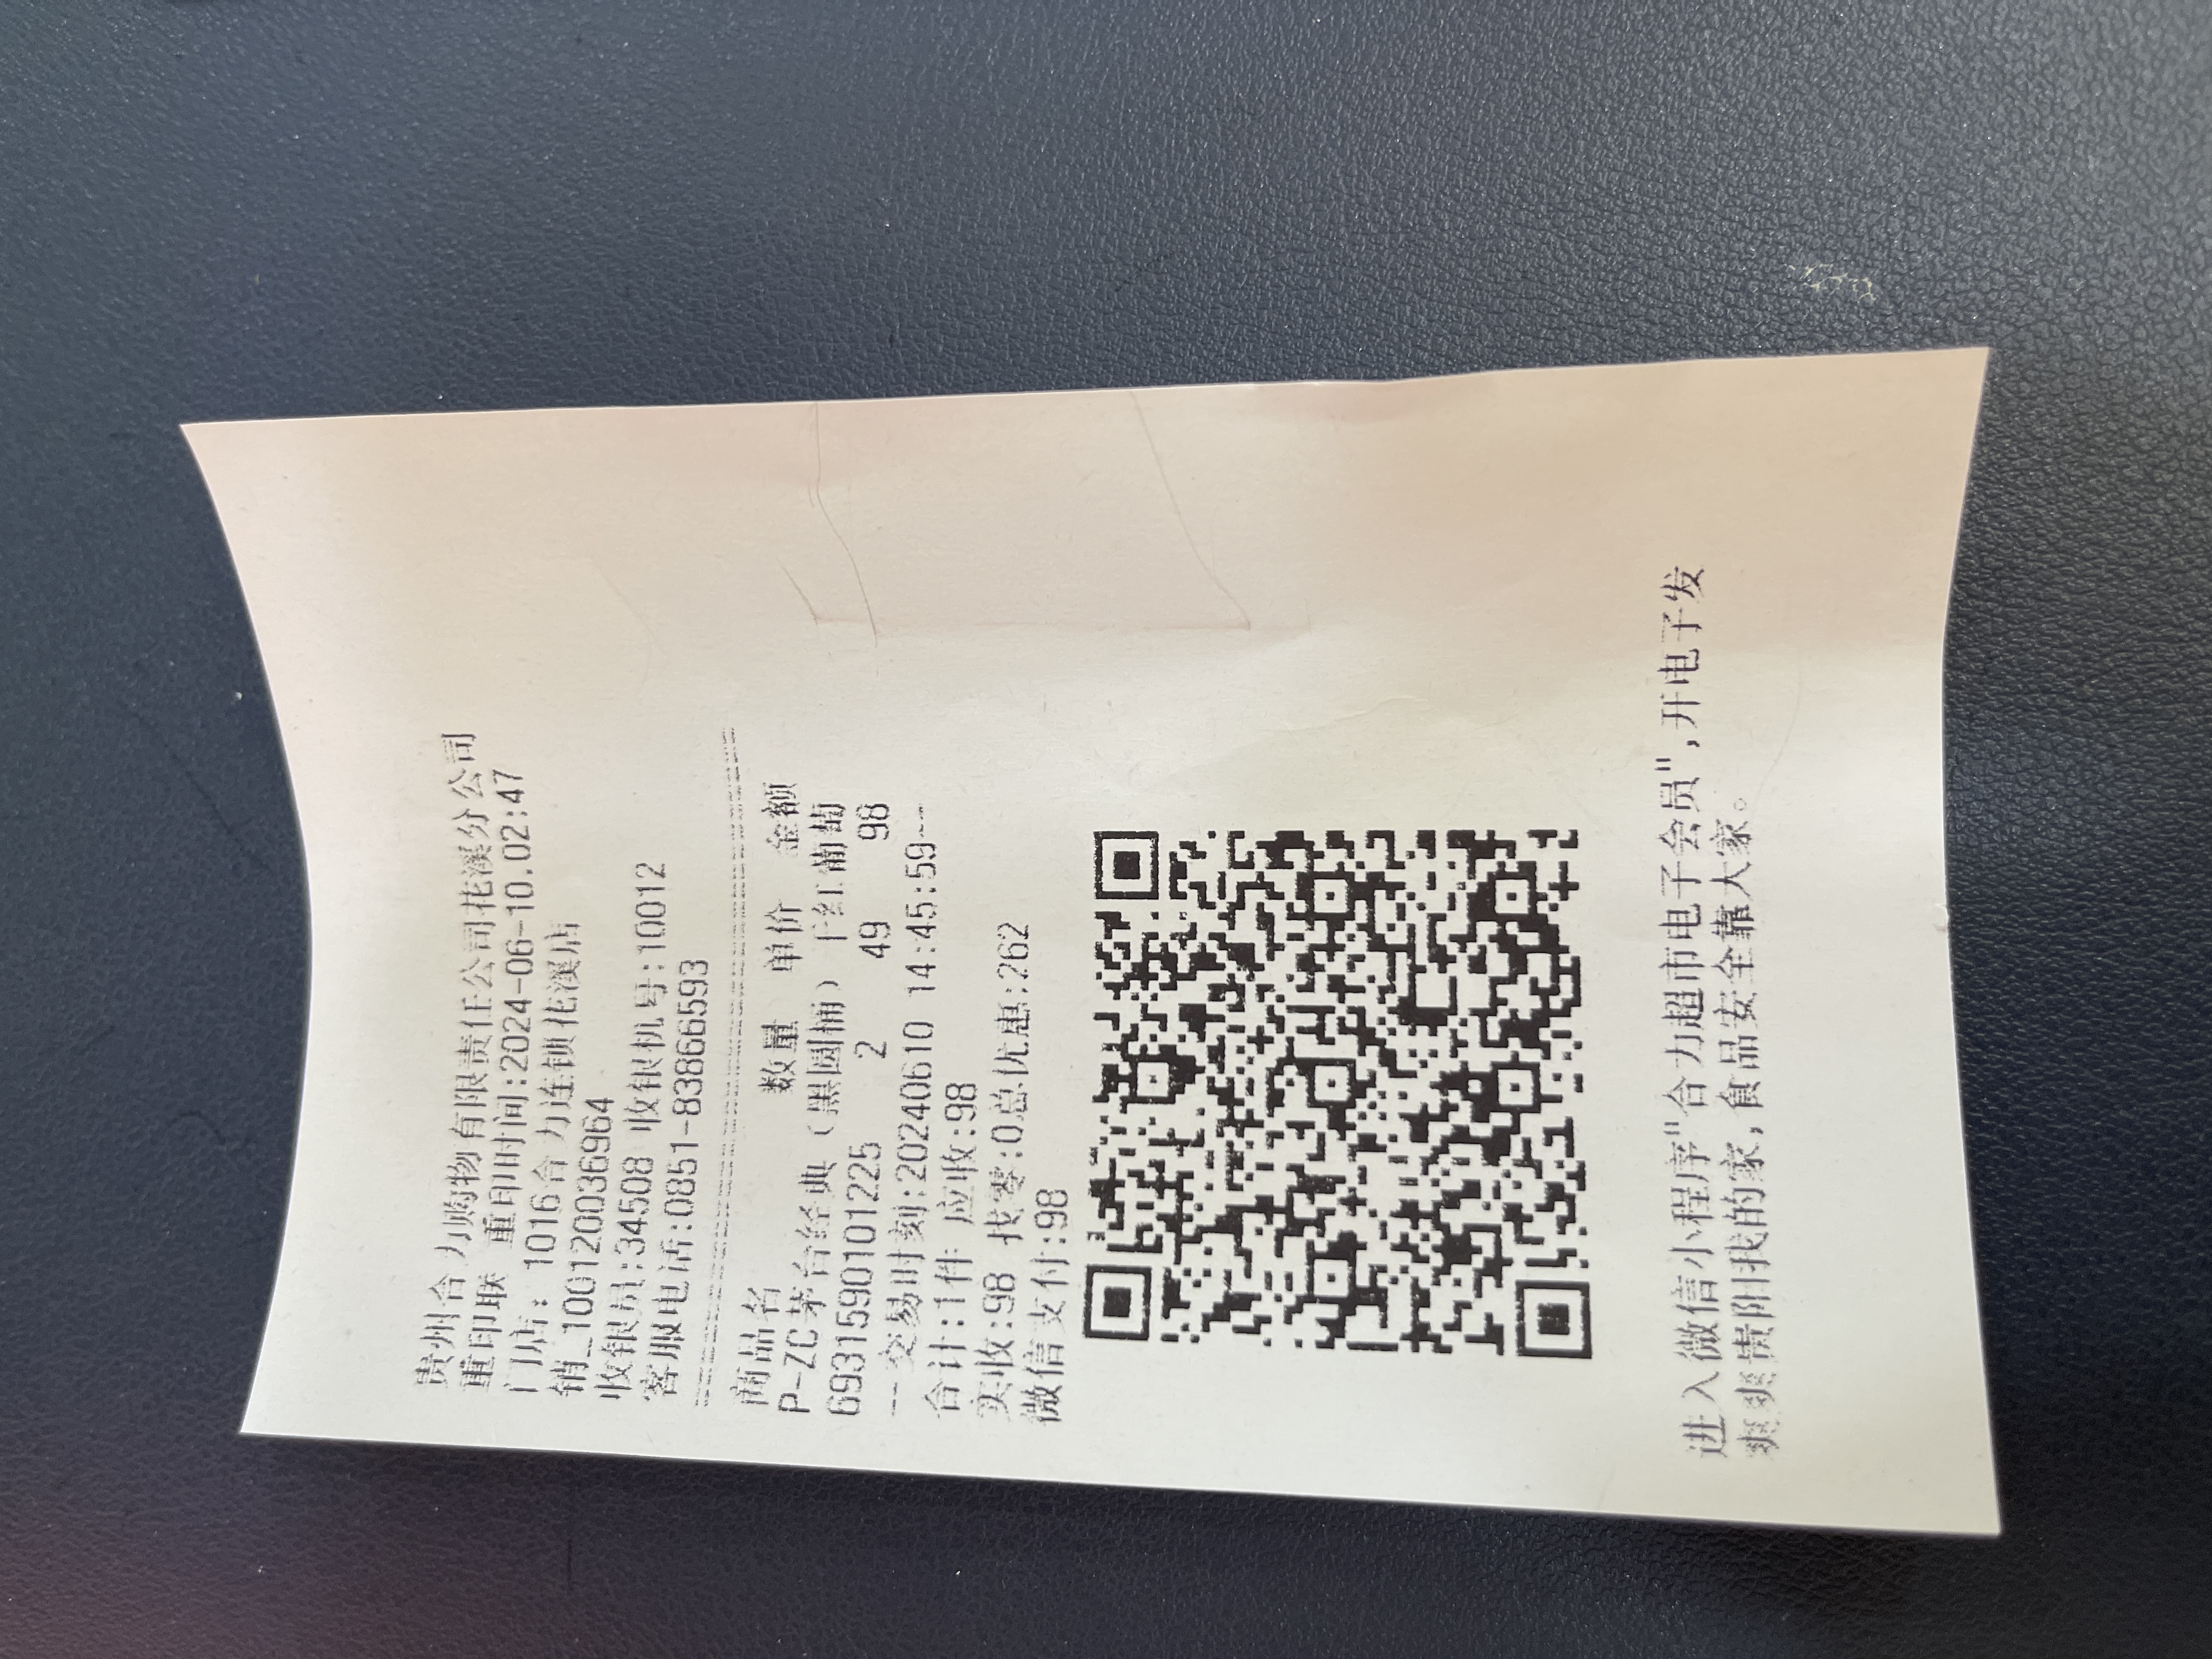 贵州合力购物有限责任公司花溪分公司
重印联 重印时间:2024-06-10.02:47
门店: 1016合力连锁花溪店
销_1001200036964
收银员:34508 收银机号:10012
客服电话:0851-83866593
商品名 数量 单价 金额
P-ZC茅台经典(黑圆桶)干红葡萄
6931590101225 2 49 98
--交易时刻:20240610 14:45:59--
合计:1件 应收:98
实收:98 找零:0总优惠:262
微信支付:98
进入微信小程序"合力超市电子会员",开电子发
爽爽贵阳我的家,食品安全靠大家。